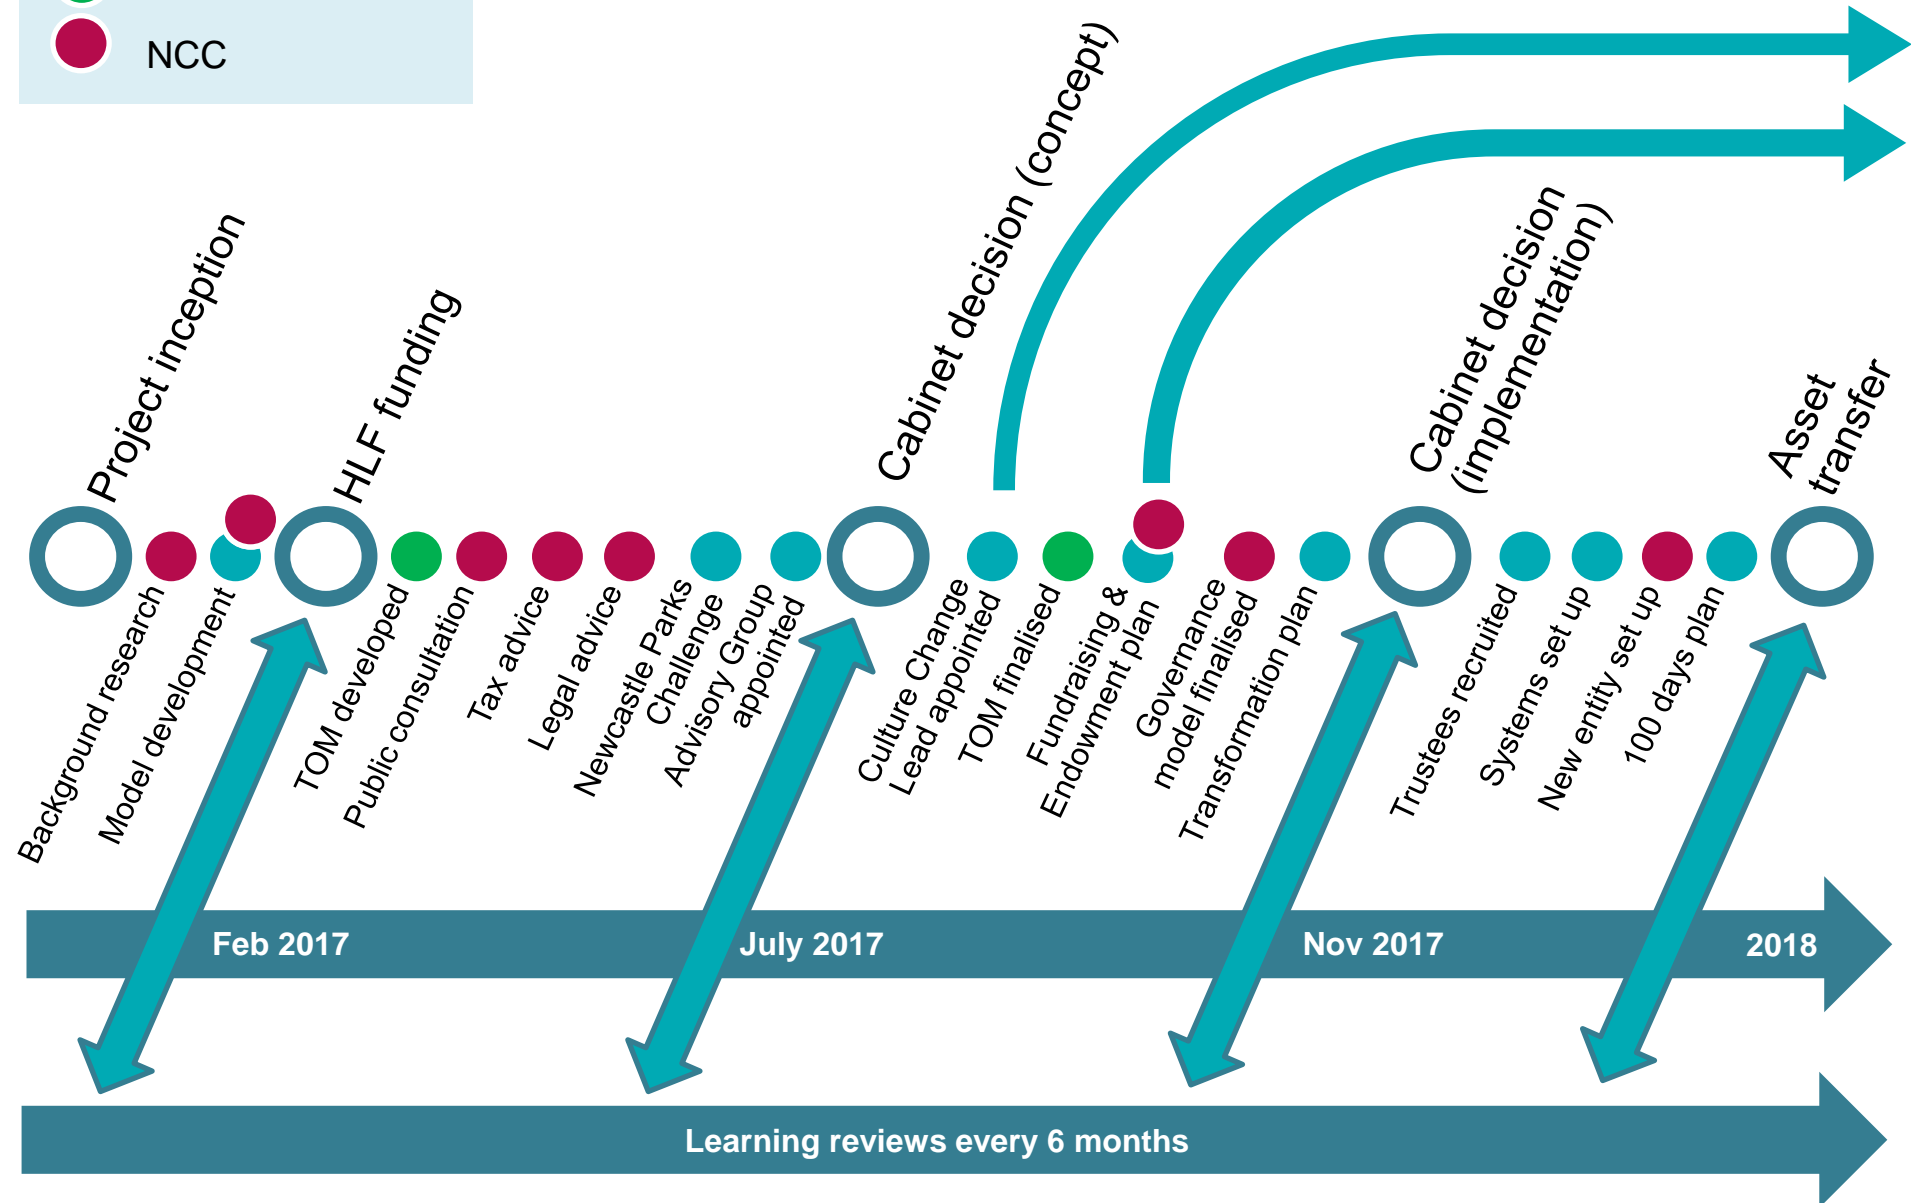 NCC
Project inception
HLF funding
Cabinet decision (concept)
Cabinet decision
(implementation)
Asset
transfer
Background research
Model development
TOM developed
Public consultation
Tax advice
Legal advice
Newcastle Parks
Challenge
Advisory Group
appointed
Culture Change
Lead appointed
TOM finalised
Fundraising &
Endowment plan
Governance
model finalised
Transformation plan
Trustees recruited
Systems set up
New entity set up
100 days plan
Feb 2017
July 2017
Nov 2017
2018
Learning reviews every 6 months